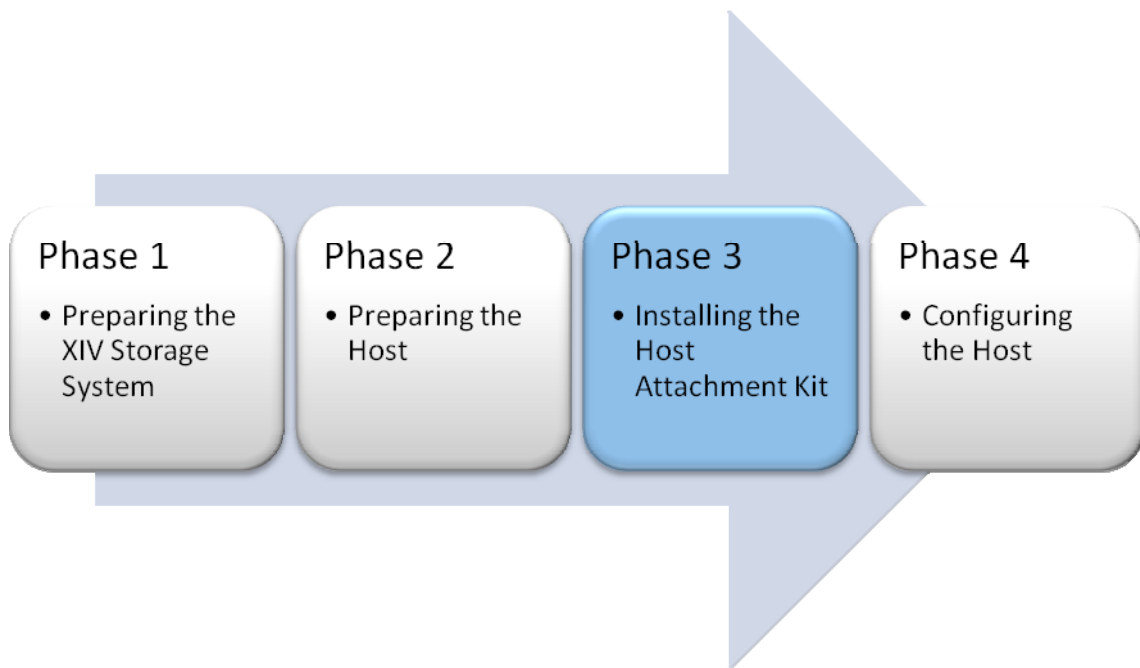 Phase 1
• Preparing the
XIV Storage
System
Phase 2
• Preparing the
Host
Phase 3
• Installing the
Host
Attachment Kit
Phase 4
• Configuring
the Host